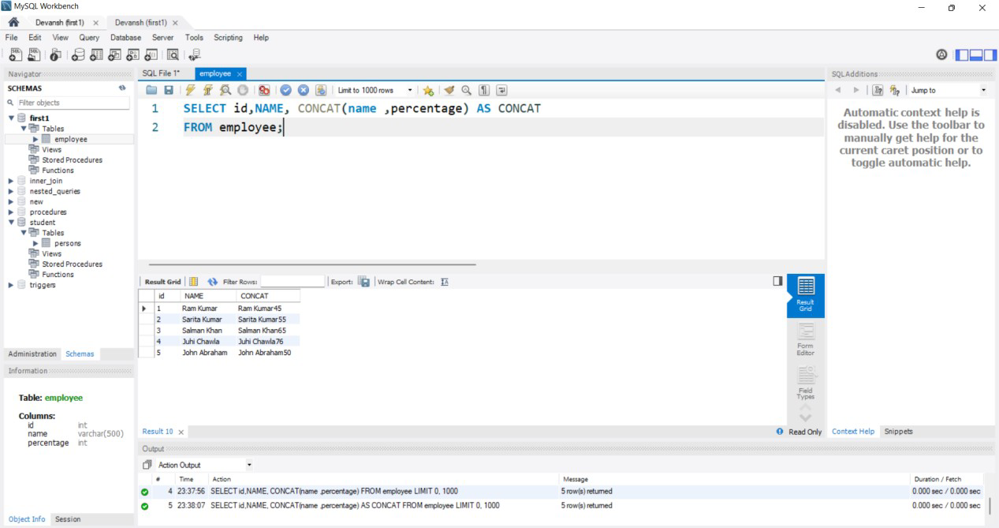 MySQL Workbench
Devansh (first1) Devansh (first1)
File Edit View Query Database Server Tools Scripting Help
Navigator
SCHEMAS
Filter objects
first1
Tables
employee
Views
Stored Procedures
Functions
inner_join
nested_queries
new
procedures
student
Tables
persons
Views
Stored Procedures
Functions
triggers
Administration Schemas
Information
Table: employee
Columns:
id int
name varchar(500)
percentage int
Object Info Session
SQL File 1* employee
Limit to 1000 rows
1 SELECT id,NAME, CONCAT(name ,percentage) AS CONCAT
2 FROM employee;
Result Grid Filter Rows: Export: Wrap Cell Content:
id NAME CONCAT
1 Ram Kumar Ram Kumar45
2 Sarita Kumar Sarita Kumar55
3 Salman Khan Salman Khan65
4 Juhi Chawla Juhi Chawla76
5 John Abraham John Abraham50
Result
Grid
Form
Editor
Field
Types
Result 10 Read Only
SQLAdditions
Jump to
Automatic context help is
disabled. Use the toolbar to
manually get help for the
current caret position or to
toggle automatic help.
Context Help Snippets
Output
Action Output
# Time Action Message Duration / Fetch
4 23:37:56 SELECT id,NAME, CONCAT(name ,percentage) FROM employee LIMIT 0, 1000 5 row(s) returned 0.000 sec / 0.000 sec
5 23:38:07 SELECT id,NAME, CONCAT(name ,percentage) AS CONCAT FROM employee LIMIT 0, 1000 5 row(s) returned 0.000 sec / 0.000 sec